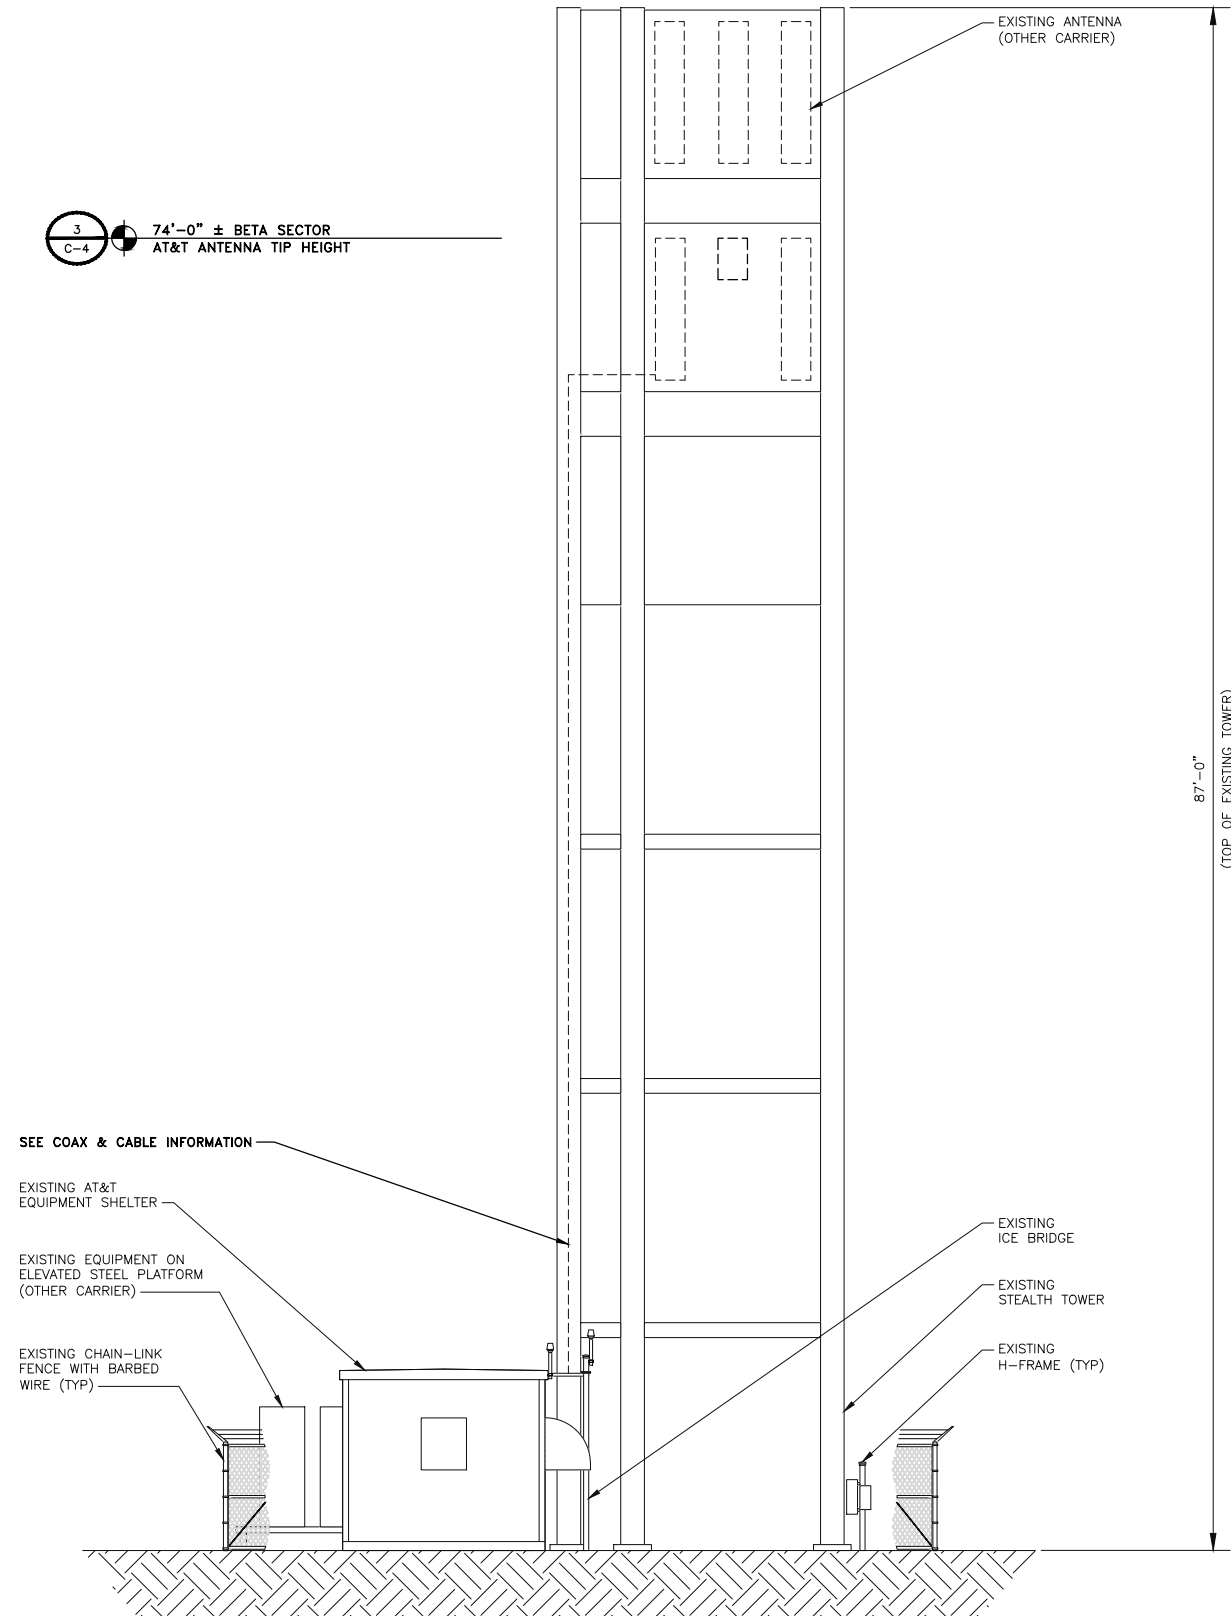 EXISTING ANTENNA
(OTHER CARRIER)
3
C-4
74'-0" ± BETA SECTOR
AT&T ANTENNA TIP HEIGHT
87'-0"
(TOP OF EXISTING TOWER)
SEE COAX & CABLE INFORMATION
EXISTING AT&T
EQUIPMENT SHELTER
EXISTING EQUIPMENT ON
ELEVATED STEEL PLATFORM
(OTHER CARRIER)
EXISTING CHAIN-LINK
FENCE WITH BARBED
WIRE (TYP)
EXISTING
ICE BRIDGE
EXISTING
STEALTH TOWER
EXISTING
H-FRAME (TYP)